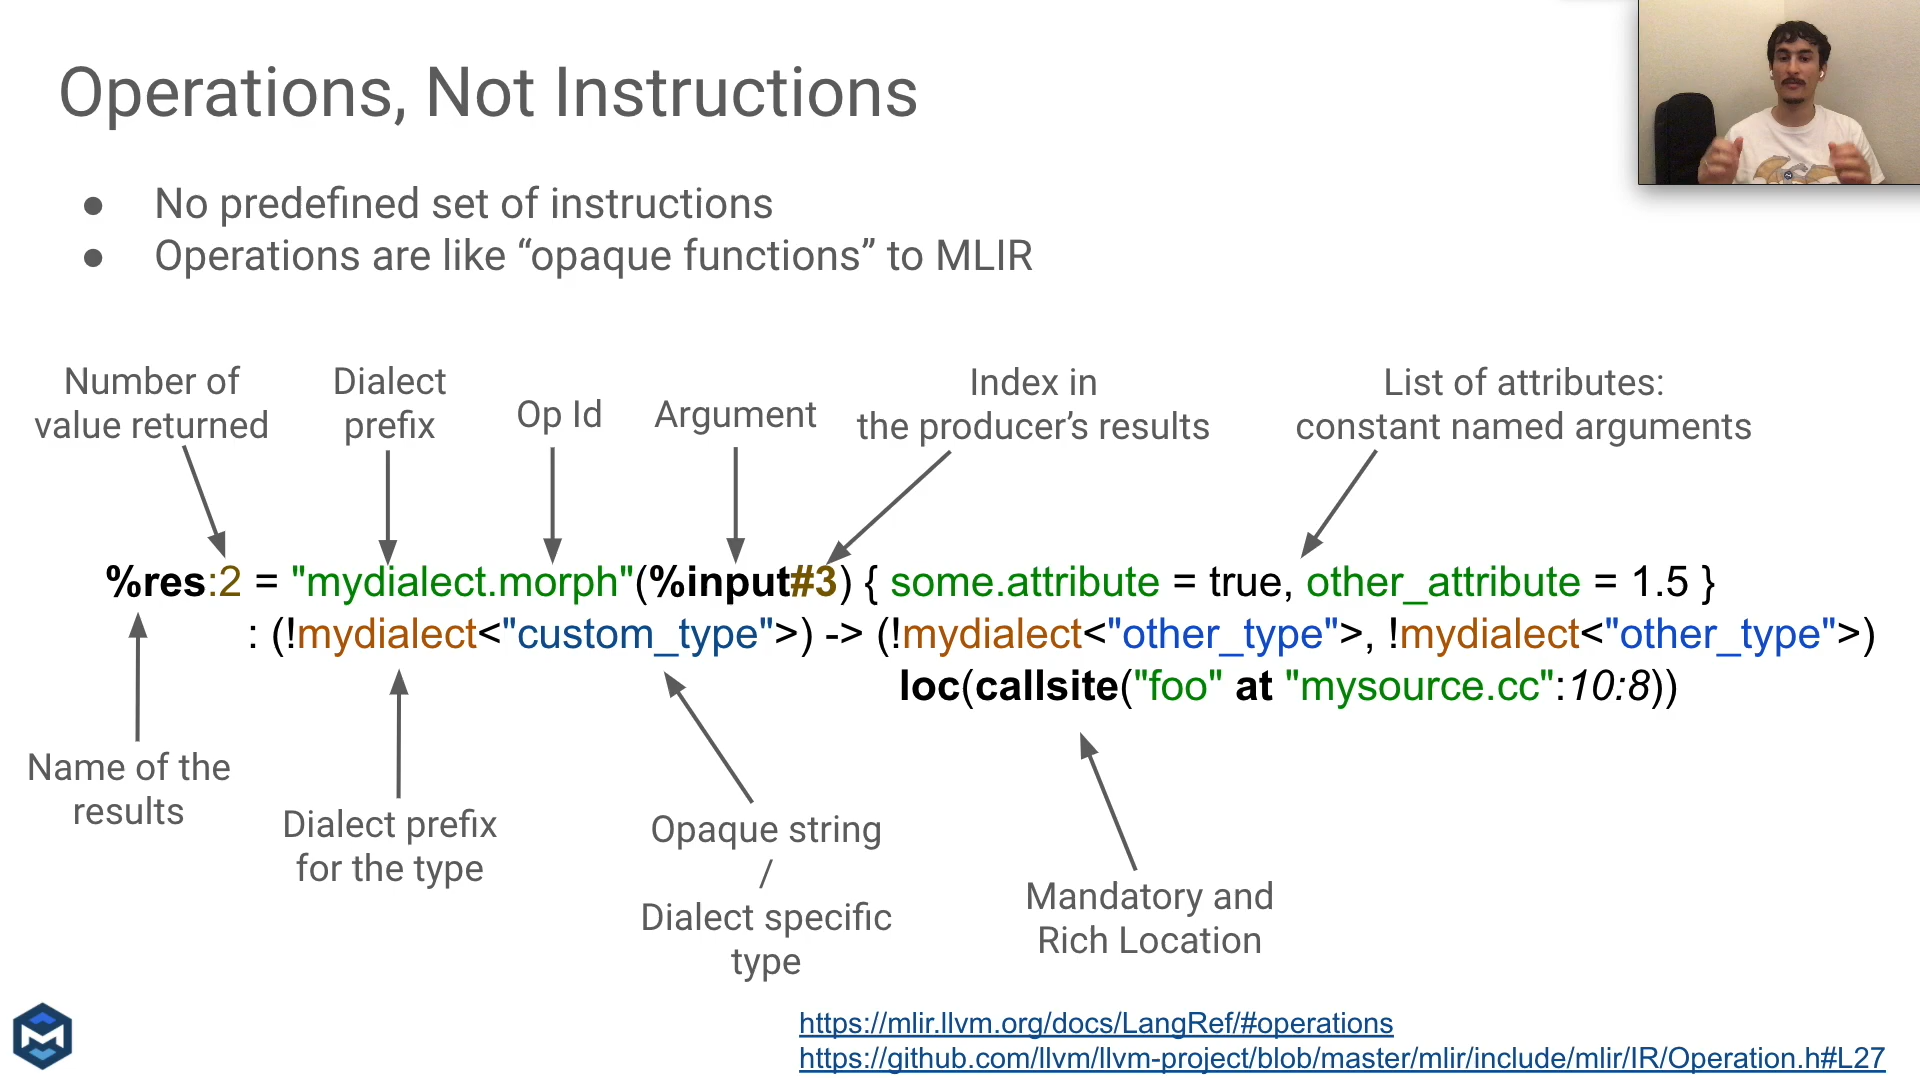 Operations, Not Instructions
● No predefined set of instructions
● Operations are like “opaque functions” to MLIR
Number of
value returned
Dialect
prefix
Op Id
Argument
Index in
the producer’s results
List of attributes:
constant named arguments
%res:2 = "mydialect.morph"(%input#3) { some.attribute = true, other_attribute = 1.5 }
: (!mydialect<"custom_type">) -> (!mydialect<"other_type">, !mydialect<"other_type">)
loc(callsite("foo" at "mysource.cc":10:8))
Name of the
results
Dialect prefix
for the type
Opaque string
/
Dialect specific
type
Mandatory and
Rich Location
https://mlir.llvm.org/docs/LangRef/#operations
https://github.com/llvm/llvm-project/blob/master/mlir/include/mlir/IR/Operation.h#L27